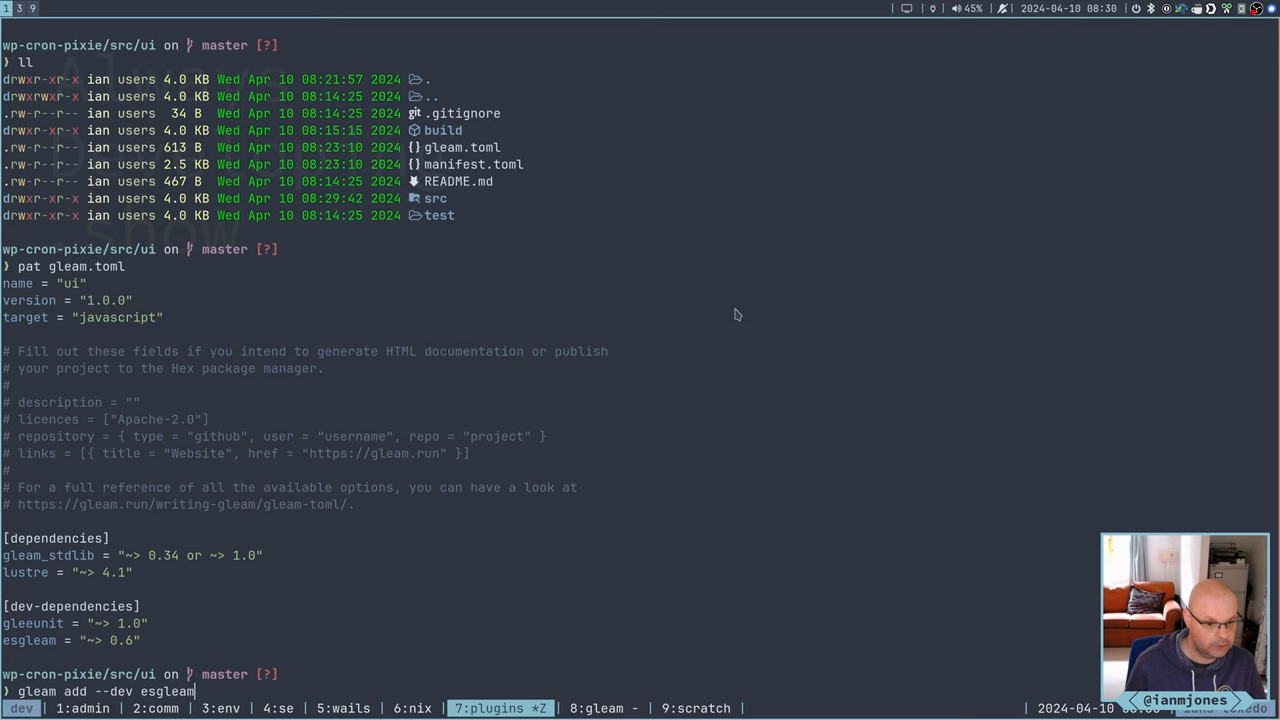 1 3 9 45% 2024-04-10 08:30
wp-cron-pixie/src/ui on master [?]
❯ ll
drwxr-xr-x ian users 4.0 KB Wed Apr 10 08:21:57 2024 .
drwxrwxr-x ian users 4.0 KB Wed Apr 10 08:14:25 2024 ..
.rw-r--r-- ian users 34 B Wed Apr 10 08:14:25 2024 git .gitignore
drwxr-xr-x ian users 4.0 KB Wed Apr 10 08:15:15 2024 build
.rw-r--r-- ian users 613 B Wed Apr 10 08:23:10 2024 {} gleam.toml
.rw-r--r-- ian users 2.5 KB Wed Apr 10 08:23:10 2024 {} manifest.toml
.rw-r--r-- ian users 467 B Wed Apr 10 08:14:25 2024 README.md
drwxr-xr-x ian users 4.0 KB Wed Apr 10 08:29:42 2024 src
drwxr-xr-x ian users 4.0 KB Wed Apr 10 08:14:25 2024 test
wp-cron-pixie/src/ui on master [?]
❯ pat gleam.toml
name = "ui"
version = "1.0.0"
target = "javascript"
# Fill out these fields if you intend to generate HTML documentation or publish
# your project to the Hex package manager.
#
# description = ""
# licences = ["Apache-2.0"]
# repository = { type = "github", user = "username", repo = "project" }
# links = [{ title = "Website", href = "https://gleam.run" }]
#
# For a full reference of all the available options, you can have a look at
# https://gleam.run/writing-gleam/gleam-toml/.
[dependencies]
gleam_stdlib = "~> 0.34 or ~> 1.0"
lustre = "~> 4.1"
[dev-dependencies]
gleeunit = "~> 1.0"
esgleam = "~> 0.6"
wp-cron-pixie/src/ui on master [?]
❯ gleam add --dev esgleam
@ianmjones
dev 1:admin 2:comm 3:env 4:se 5:wails 6:nix 7:plugins *Z 8:gleam - 9:scratch 2024-04-10